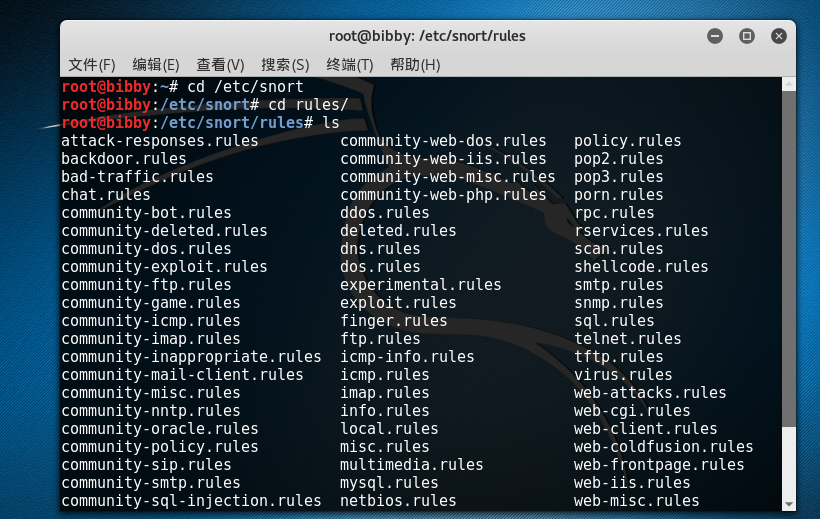 root@bibby: /etc/snort/rules
文件(F) 编辑(E) 查看(V) 搜索(S) 终端(T) 帮助(H)
root@bibby:~# cd /etc/snort
root@bibby:/etc/snort# cd rules/
root@bibby:/etc/snort/rules# ls
attack-responses.rules community-web-dos.rules policy.rules
backdoor.rules community-web-iis.rules pop2.rules
bad-traffic.rules community-web-misc.rules pop3.rules
chat.rules community-web-php.rules porn.rules
community-bot.rules ddos.rules rpc.rules
community-deleted.rules deleted.rules rservices.rules
community-dos.rules dns.rules scan.rules
community-exploit.rules dos.rules shellcode.rules
community-ftp.rules experimental.rules smtp.rules
community-game.rules exploit.rules snmp.rules
community-icmp.rules finger.rules sql.rules
community-imap.rules ftp.rules telnet.rules
community-inappropriate.rules icmp-info.rules tftp.rules
community-mail-client.rules icmp.rules virus.rules
community-misc.rules imap.rules web-attacks.rules
community-nntp.rules info.rules web-cgi.rules
community-oracle.rules local.rules web-client.rules
community-policy.rules misc.rules web-coldfusion.rules
community-sip.rules multimedia.rules web-frontpage.rules
community-smtp.rules mysql.rules web-iis.rules
community-sql-injection.rules netbios.rules web-misc.rules